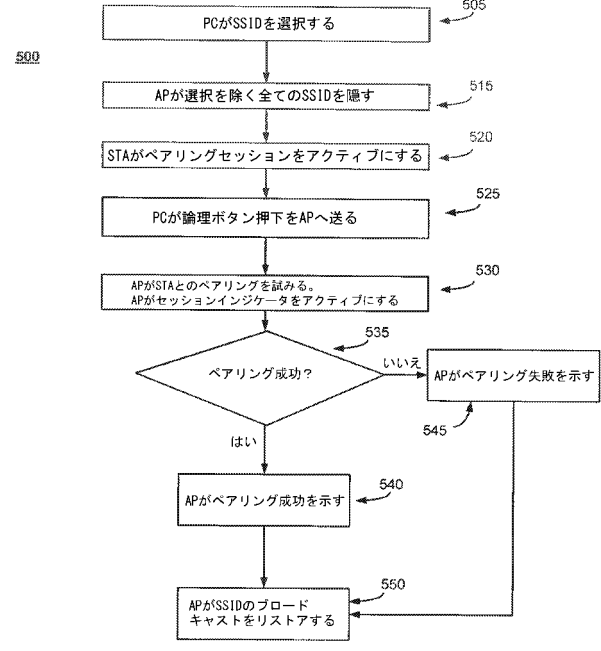 505
PCがSSIDを選択する
500
APが選択を除く全てのSSIDを隠す
515
520
STAがペアリングセッションをアクティブにする
525
PCが論理ボタン押下をAPへ送る
530
APがSTAとのペアリングを試みる。
APがセッションインジケータをアクティブにする
535
ペアリング成功？
いいえ
APがペアリング失敗を示す
545
はい
540
APがペアリング成功を示す
550
APがSSIDのブロード
キャストをリストアする